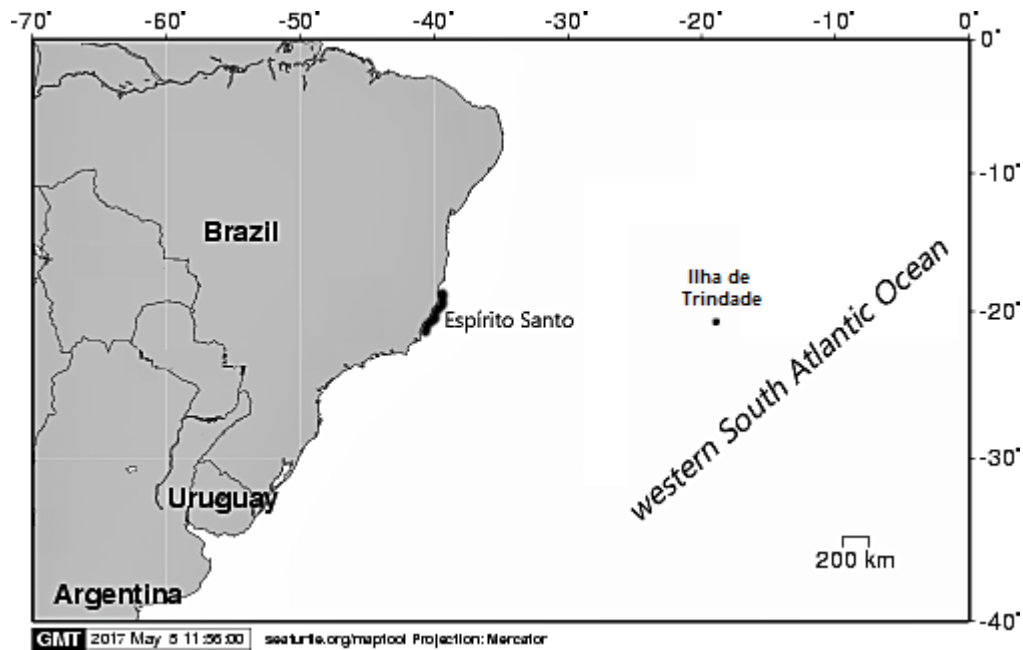 -70° -60° -50° -40° -30° -20° -10° 0°
0°
-10°
Brazil
Ilha de
Trindade
Espírito Santo
-20°
western South Atlantic Ocean
-30°
Uruguay
200 km
Argentina
-40°
GMT 2017 May 5 11:56:00 seaturtle.org/maptool Projection: Mercator